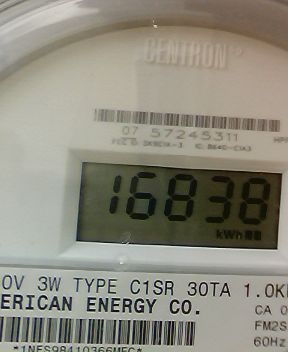 CENTRON
07 57245311
16838
kWh
0V 3W TYPE C1SR 30TA 1.0K
ERICAN ENERGY CO.
CA 0
FM2S
60Hz